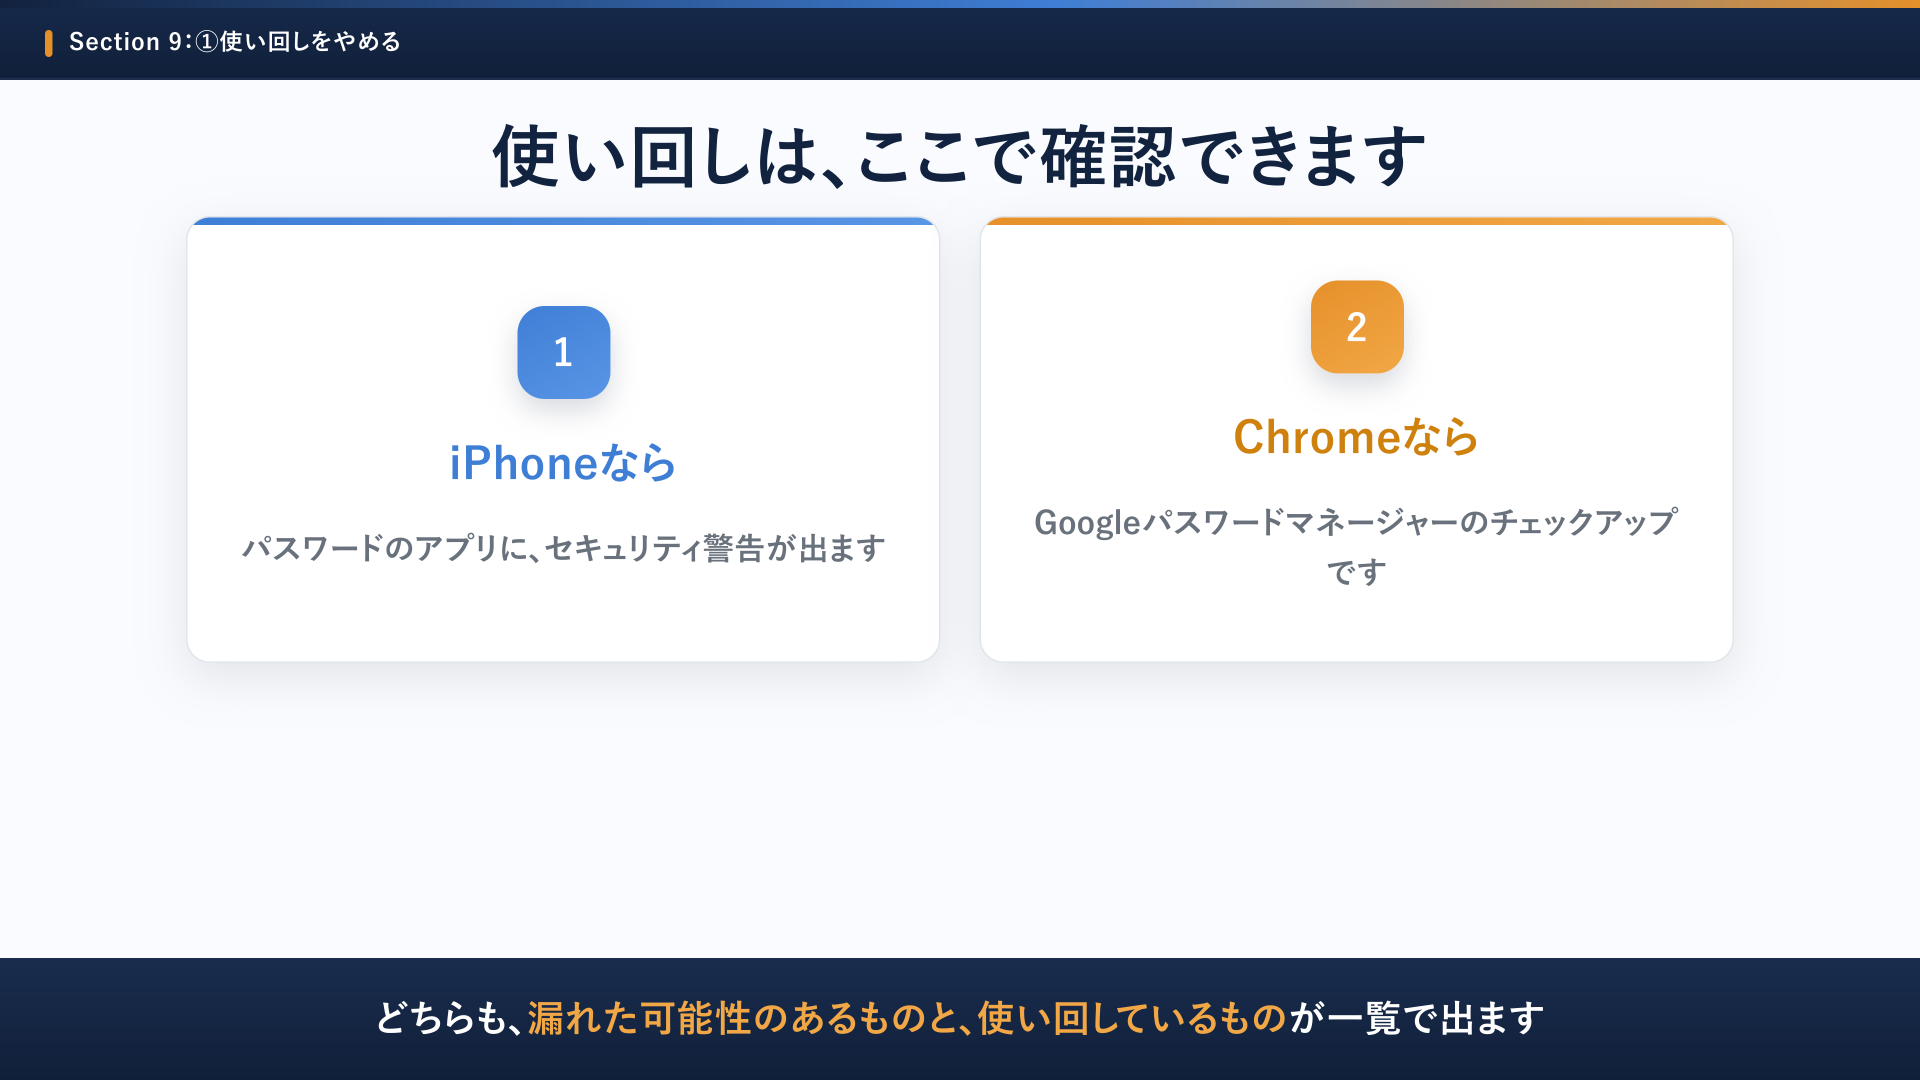 Section 9：①使い回しをやめる
使い回しは、ここで確認できます
1
iPhoneなら
パスワードのアプリに、セキュリティ警告が出ます
2
Chromeなら
Googleパスワードマネージャーのチェックアップ
です
どちらも、漏れた可能性のあるものと、使い回しているものが一覧で出ます